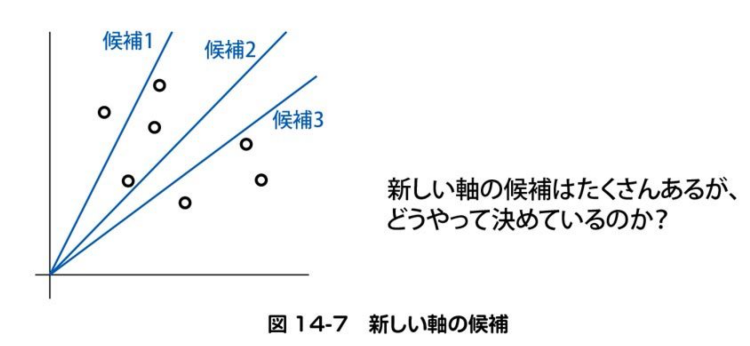 候補1
候補2
候補3
新しい軸の候補はたくさんあるが、
どうやって決めているのか？
図 14-7　新しい軸の候補